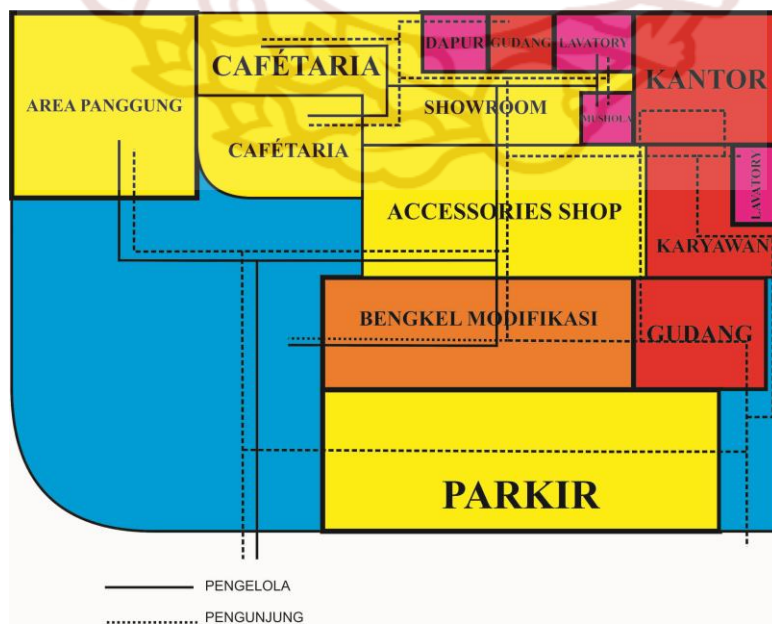 DAPUR
GUDANG
LAVATORY
CAFÉTARIA
KANTOR
AREA PANGGUNG
SHOWROOM
MUSHOLA
CAFÉTARIA
LAVATORY
ACCESSORIES SHOP
KARYAWAN
BENGKEL MODIFIKASI
GUDANG
PARKIR
PENGELOLA
PENGUNJUNG